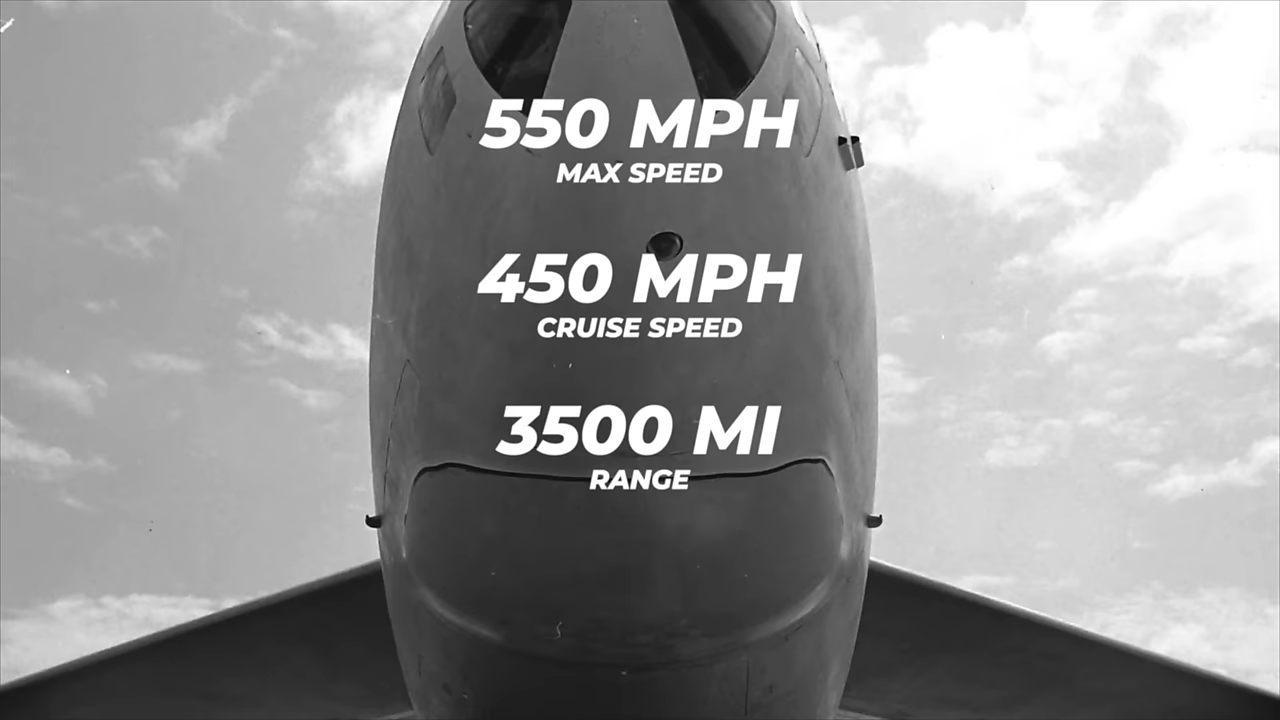 550 MPH
MAX SPEED
450 MPH
CRUISE SPEED
3500 MI
RANGE